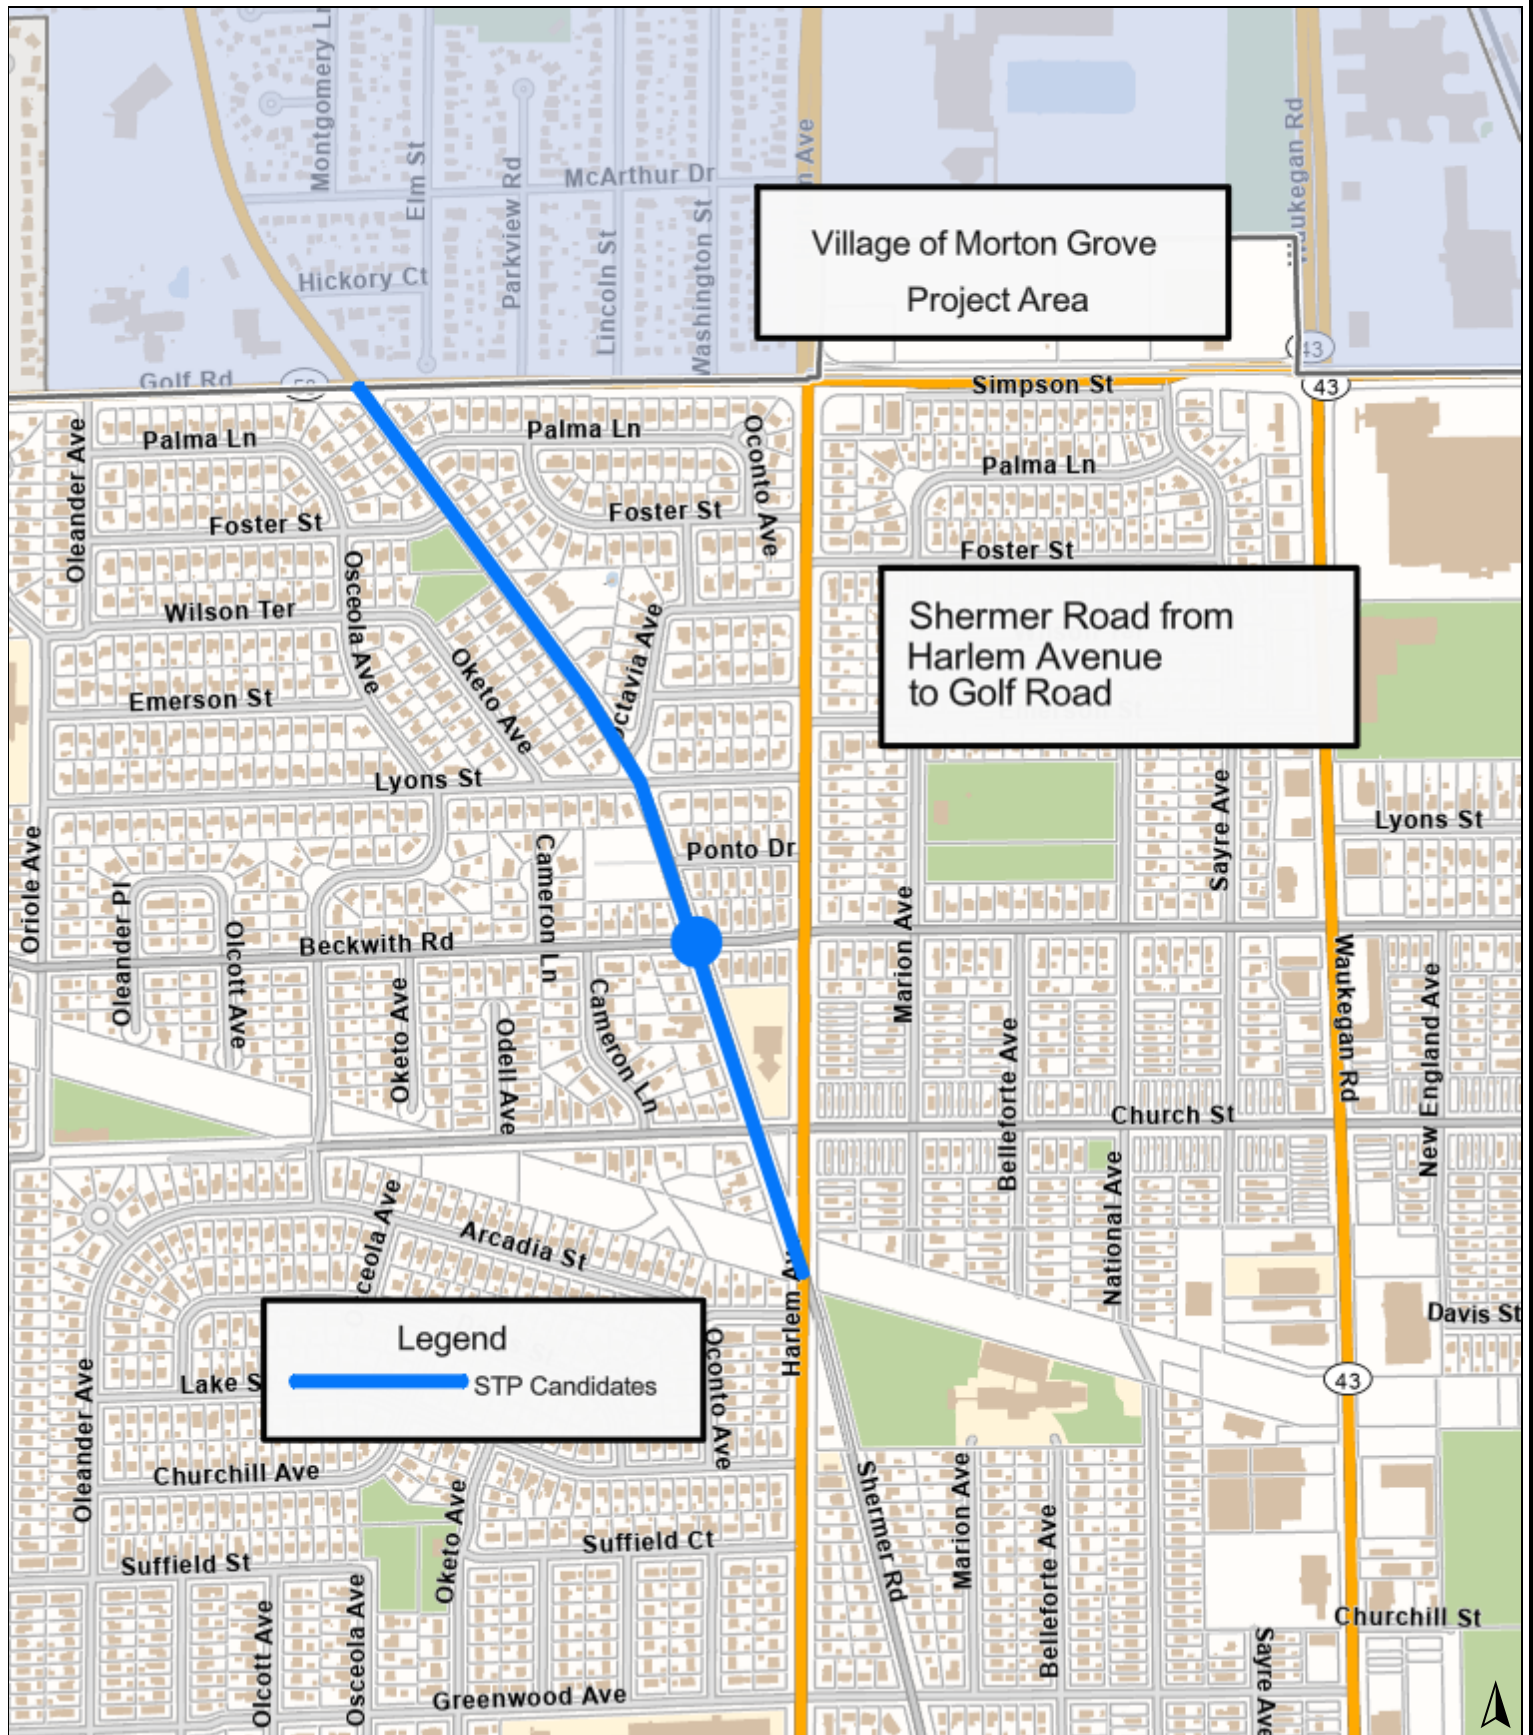 Montgomery Ln
Elm St
Parkview Rd
McArthur Dr
Lincoln St
Washington St
Hickory Ct
n Ave
Waukegan Rd
Village of Morton Grove
Project Area
43
Golf Rd
Simpson St
43
Oleander Ave
Palma Ln
Palma Ln
Oconto Ave
Palma Ln
Foster St
Foster St
Foster St
Osceola Ave
Wilson Ter
Octavia Ave
Shermer Road from
Harlem Avenue
to Golf Road
Oketo Ave
Emerson St
Emerson St
Lyons St
Sayre Ave
Lyons St
Oriole Ave
Cameron Ln
Ponto Dr
Oleander Pl
Olcott Ave
Beckwith Rd
Marion Ave
Waukegan Rd
New England Ave
Oketo Ave
Odell Ave
Cameron Ln
Belleforte Ave
Church St
National Ave
Osceola Ave
Arcadia St
Harlem Av
Davis St
Legend
STP Candidates
Lake S
Oconto Ave
43
Oleander Ave
Churchill Ave
Oketo Ave
Shermer Rd
Marion Ave
Belleforte Ave
Suffield Ct
Suffield St
Olcott Ave
Osceola Ave
Churchill St
Sayre Ave
Greenwood Ave